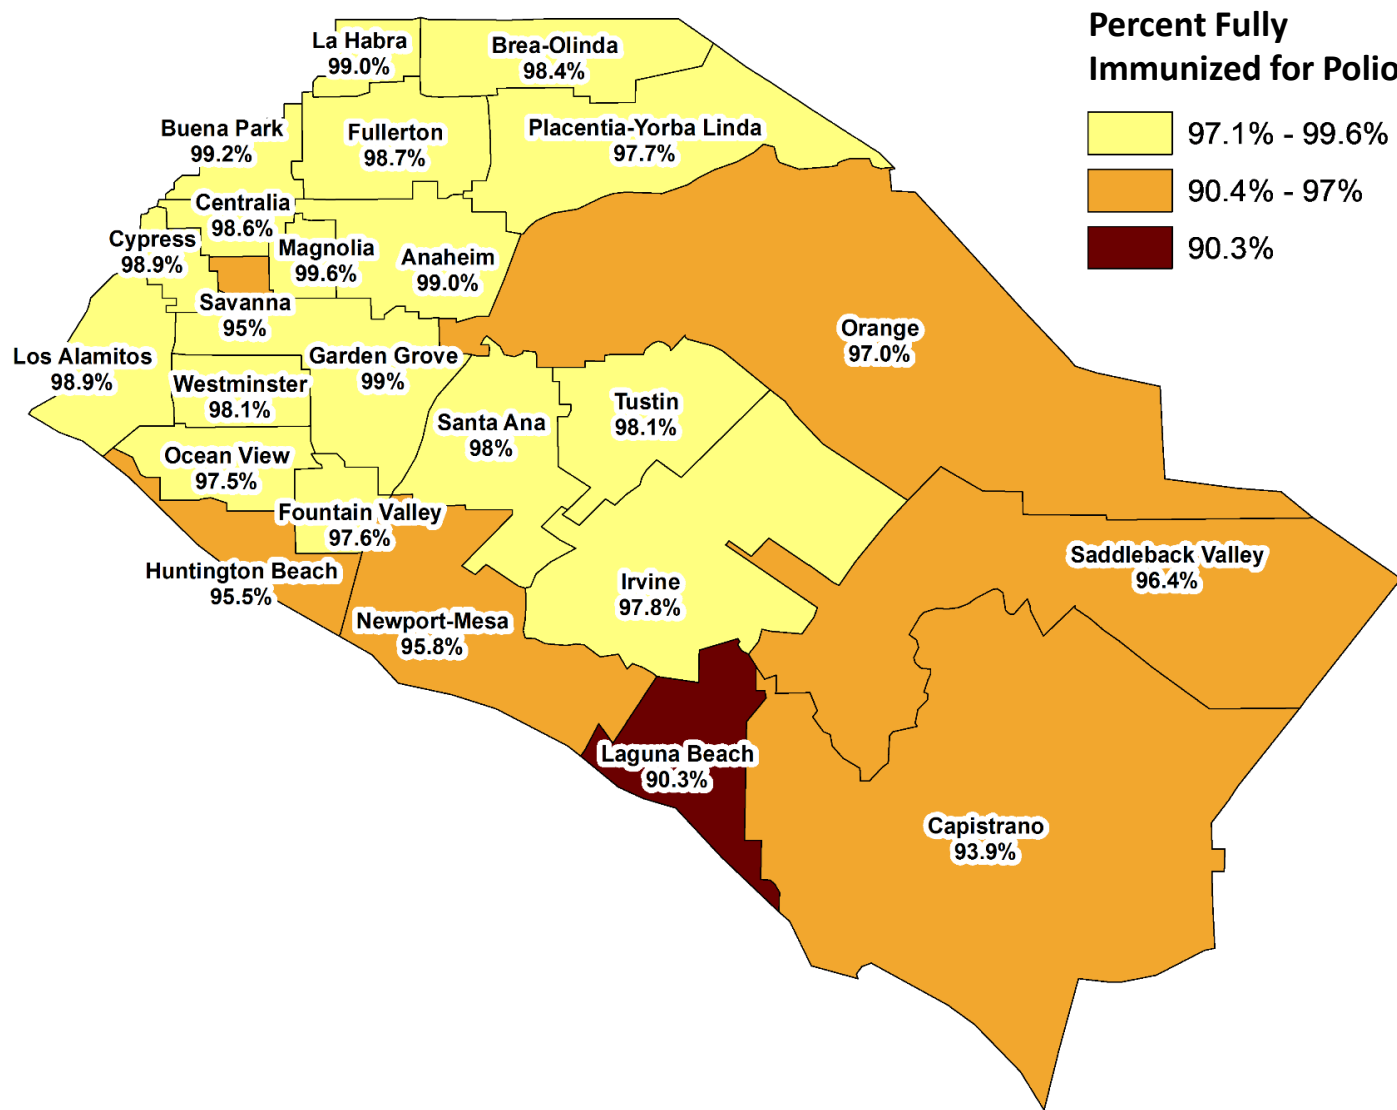 Percent Fully
Immunized for Polio
97.1% - 99.6%
90.4% - 97%
90.3%
La Habra
99.0%
Brea-Olinda
98.4%
Buena Park
99.2%
Fullerton
98.7%
Placentia-Yorba Linda
97.7%
Centralia
98.6%
Cypress
98.9%
Magnolia
99.6%
Anaheim
99.0%
Savanna
95%
Orange
97.0%
Los Alamitos
98.9%
Garden Grove
99%
Westminster
98.1%
Tustin
98.1%
Santa Ana
98%
Ocean View
97.5%
Fountain Valley
97.6%
Saddleback Valley
96.4%
Huntington Beach
95.5%
Irvine
97.8%
Newport-Mesa
95.8%
Laguna Beach
90.3%
Capistrano
93.9%